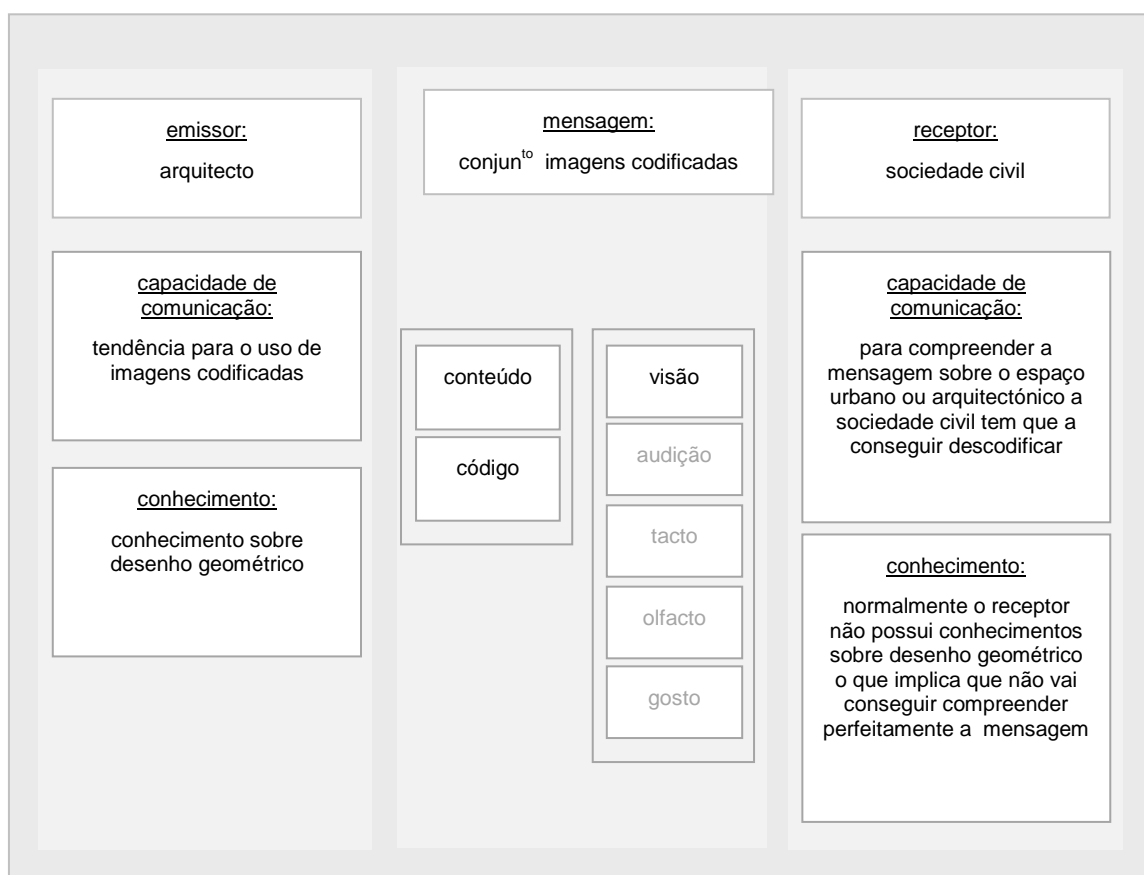 emissor:
arquitecto
capacidade de
comunicação:
tendência para o uso de
imagens codificadas
conhecimento:
conhecimento sobre
desenho geométrico
mensagem:
conjunto imagens codificadas
conteúdo
código
visão
audição
tacto
olfacto
gosto
receptor:
sociedade civil
capacidade de
comunicação:
para compreender a
mensagem sobre o espaço
urbano ou arquitectónico a
sociedade civil tem que a
conseguir descodificar
conhecimento:
normalmente o receptor
não possui conhecimentos
sobre desenho geométrico
o que implica que não vai
conseguir compreender
perfeitamente a mensagem